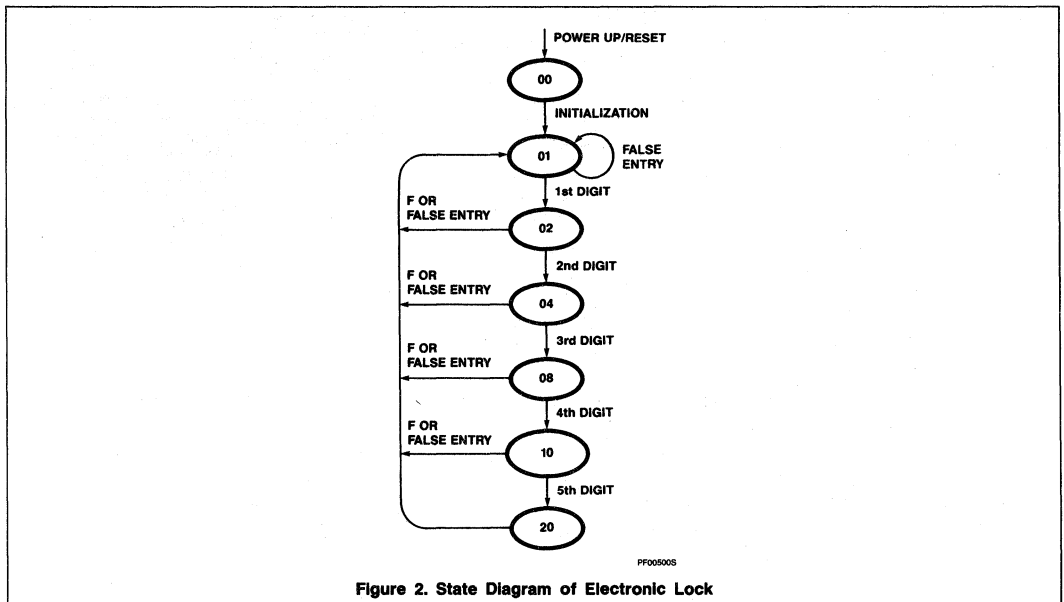 POWER UP/RESET
00
INITIALIZATION
01
FALSE
ENTRY
1st DIGIT
F OR
FALSE ENTRY
02
2nd DIGIT
F OR
FALSE ENTRY
04
3rd DIGIT
F OR
FALSE ENTRY
08
4th DIGIT
F OR
FALSE ENTRY
10
5th DIGIT
20
PF00500S
Figure 2. State Diagram of Electronic Lock